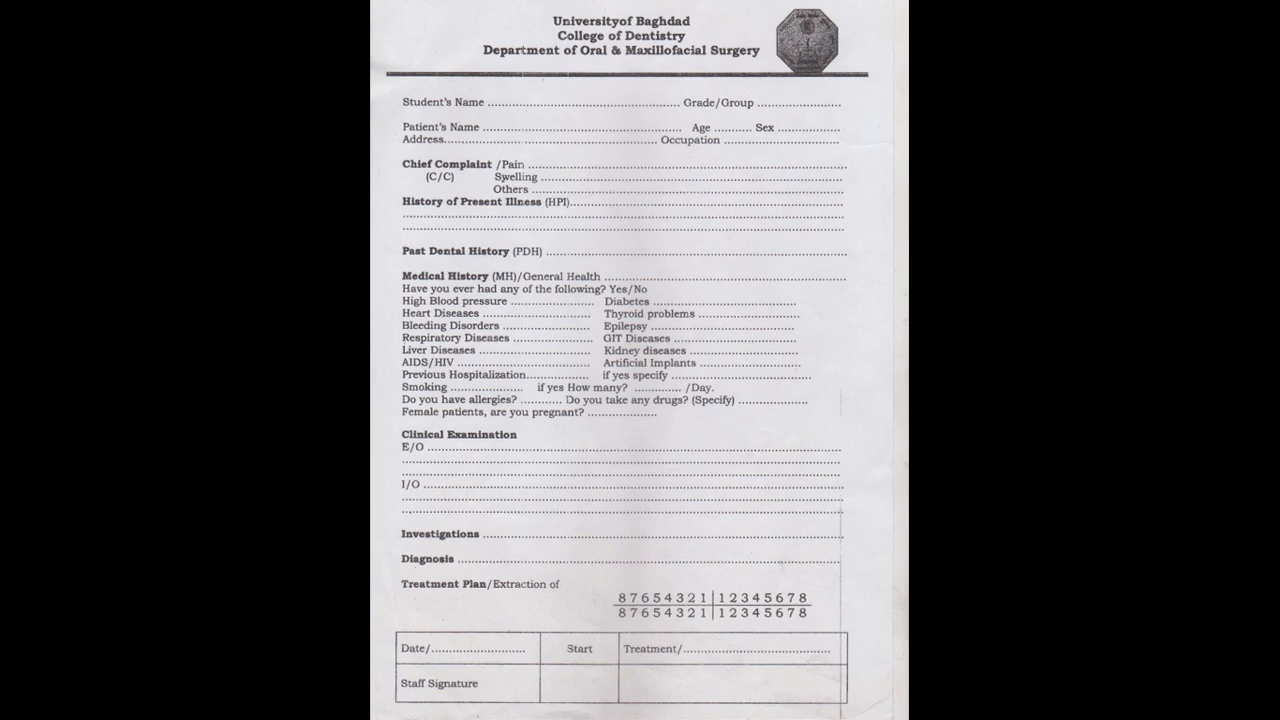 Universityof Baghdad
College of Dentistry
Department of Oral & Maxillofacial Surgery
Student's Name ........................................................ Grade/Group ........................
Patient's Name .......................................................... Age ........... Sex ..................
Address.............................................................. Occupation ..................................
Chief Complaint /Pain ............................................................................................
(C/C) Swelling ........................................................................................
Others ..........................................................................................
History of Present Illness (HPI)................................................................................
................................................................................................................................
................................................................................................................................
Past Dental History (PDH) .......................................................................................
Medical History (MH)/General Health ......................................................................
Have you ever had any of the following? Yes/No
High Blood pressure ........................ Diabetes ..........................................
Heart Diseases ............................... Thyroid problems ..............................
Bleeding Disorders ......................... Epilepsy ..........................................
Respiratory Diseases ....................... GIT Diseases ....................................
Liver Diseases ................................ Kidney diseases ................................
AIDS/HIV ...................................... Artificial Implants ..............................
Previous Hospitalization.................. if yes specify .........................................
Smoking ..................... if yes How many? ............. /Day.
Do you have allergies? ............ Do you take any drugs? (Specify) ....................
Female patients, are you pregnant? ....................
Clinical Examination
E/O .........................................................................................................................
................................................................................................................................
................................................................................................................................
I/O ..........................................................................................................................
................................................................................................................................
................................................................................................................................
Investigations .........................................................................................................
Diagnosis ................................................................................................................
Treatment Plan/Extraction of
8 7 6 5 4 3 2 1 | 1 2 3 4 5 6 7 8
8 7 6 5 4 3 2 1 | 1 2 3 4 5 6 7 8
Date/........................... Start Treatment/...........................................
Staff Signature